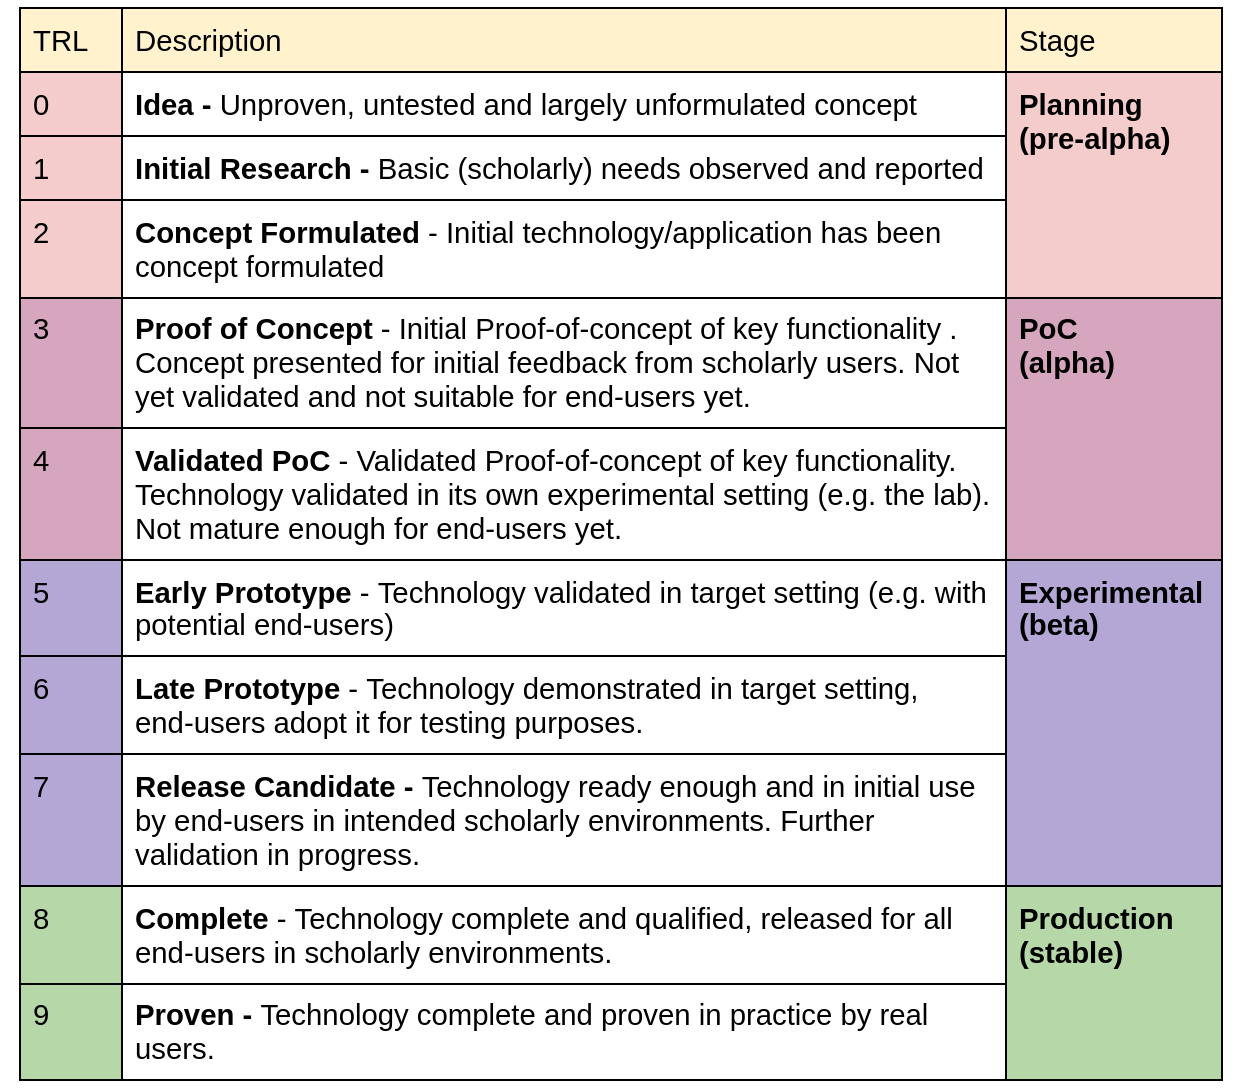 TRL Description Stage
0 Idea - Unproven, untested and largely unformulated concept Planning
(pre-alpha)
1 Initial Research - Basic (scholarly) needs observed and reported
2 Concept Formulated - Initial technology/application has been
concept formulated
3 Proof of Concept - Initial Proof-of-concept of key functionality . PoC
Concept presented for initial feedback from scholarly users. Not (alpha)
yet validated and not suitable for end-users yet.
4 Validated PoC - Validated Proof-of-concept of key functionality.
Technology validated in its own experimental setting (e.g. the lab).
Not mature enough for end-users yet.
5 Early Prototype - Technology validated in target setting (e.g. with Experimental
potential end-users) (beta)
6 Late Prototype - Technology demonstrated in target setting,
end-users adopt it for testing purposes.
7 Release Candidate - Technology ready enough and in initial use
by end-users in intended scholarly environments. Further
validation in progress.
8 Complete - Technology complete and qualified, released for all Production
end-users in scholarly environments. (stable)
9 Proven - Technology complete and proven in practice by real
users.